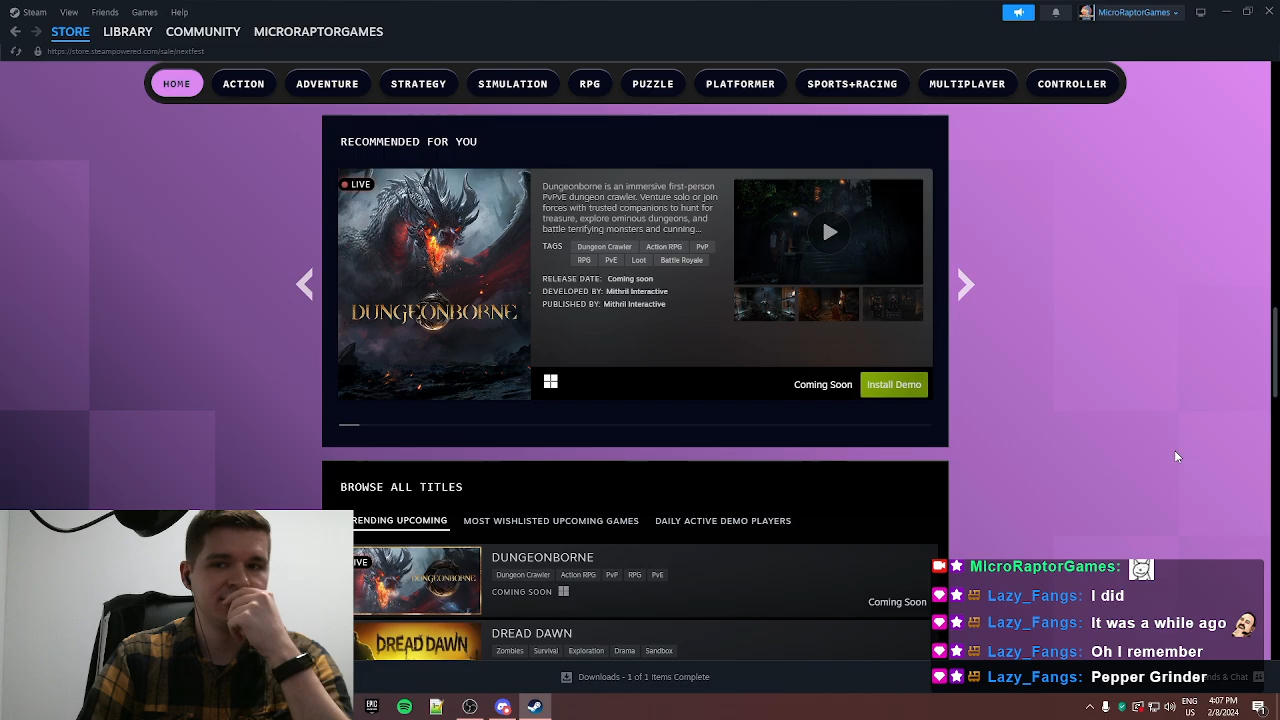 Steam View Friends Games Help MicroRaptorGames
STORE LIBRARY COMMUNITY MICRORAPTORGAMES
https://store.steampowered.com/sale/nextfest
HOME ACTION ADVENTURE STRATEGY SIMULATION RPG PUZZLE PLATFORMER SPORTS+RACING MULTIPLAYER CONTROLLER
RECOMMENDED FOR YOU
LIVE
DUNGEONBORNE
Dungeonborne is an immersive first-person
PvPvE dungeon crawler. Venture solo or join
forces with trusted companions to hunt for
treasure, explore ominous dungeons, and
battle terrifying monsters and cunning...
TAGS Dungeon Crawler Action RPG PvP
RPG PvE Loot Battle Royale
RELEASE DATE: Coming soon
DEVELOPED BY: Mithril Interactive
PUBLISHED BY: Mithril Interactive
Coming Soon Install Demo
BROWSE ALL TITLES
RENDING UPCOMING MOST WISHLISTED UPCOMING GAMES DAILY ACTIVE DEMO PLAYERS
IVE
DUNGEONBORNE
DUNGEONBORNE
Dungeon Crawler Action RPG PvP RPG PvE
COMING SOON
Coming Soon
DREAD DAWN
DREAD DAWN
Zombies Survival Exploration Drama Sandbox
MicroRaptorGames:
Lazy_Fangs: I did
Lazy_Fangs: It was a while ago
Lazy_Fangs: Oh I remember
Lazy_Fangs: Pepper Grinder
nds & Chat
Downloads - 1 of 1 Items Complete
EPIC
ENG
US
4:07 PM
2/8/2024